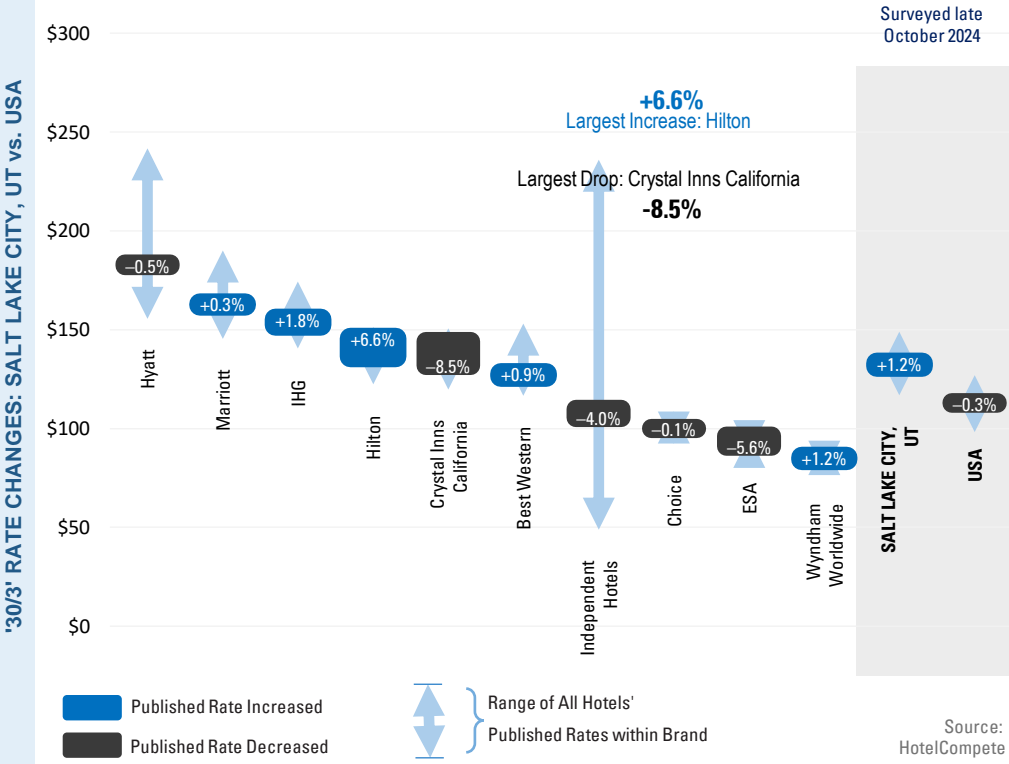 '30/3' RATE CHANGES: SALT LAKE CITY, UT vs. USA
Surveyed late
October 2024
$300
$250
$200
$150
$100
$50
$0
+6.6%
Largest Increase: Hilton
Largest Drop: Crystal Inns California
-8.5%
–0.5%
+0.3%
+1.8%
+6.6%
–8.5%
+0.9%
–4.0%
–0.1%
–5.6%
+1.2%
+1.2%
–0.3%
Hyatt
Marriott
IHG
Hilton
Crystal Inns
California
Best Western
Independent
Hotels
Choice
ESA
Wyndham
Worldwide
SALT LAKE CITY,
UT
USA
Published Rate Increased
Published Rate Decreased
Range of All Hotels'
Published Rates within Brand
Source:
HotelCompete